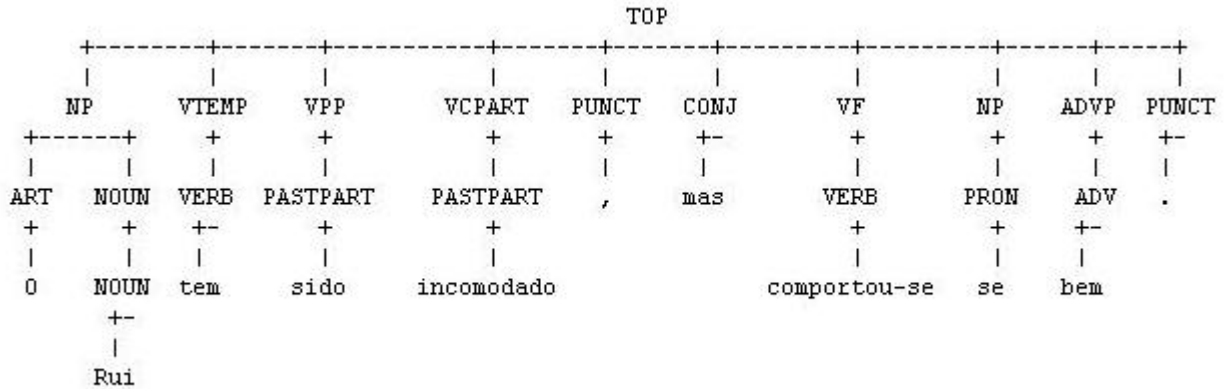 TOP
NP VTEMP VPP VCPART PUNCT CONJ VF NP ADVP PUNCT
ART NOUN VERB PASTPART PASTPART , mas VERB PRON ADV .
O NOUN tem sido incomodado comportou-se se bem
Rui